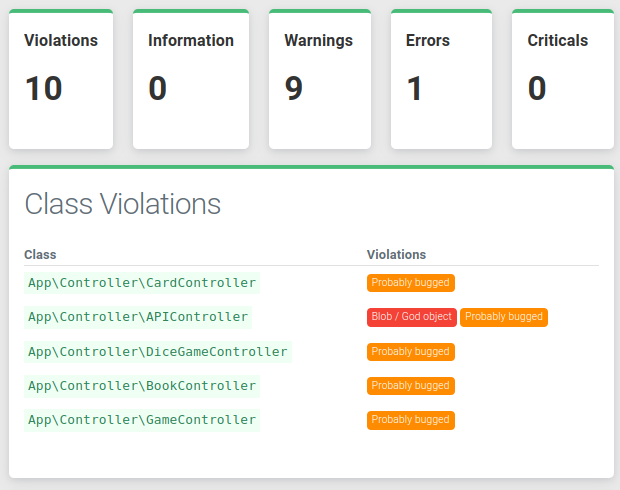 Violations Information Warnings Errors Criticals
10 0 9 1 0
Class Violations
Class Violations
App\Controller\CardController Probably bugged
App\Controller\APIController Blob / God object Probably bugged
App\Controller\DiceGameController Probably bugged
App\Controller\BookController Probably bugged
App\Controller\GameController Probably bugged